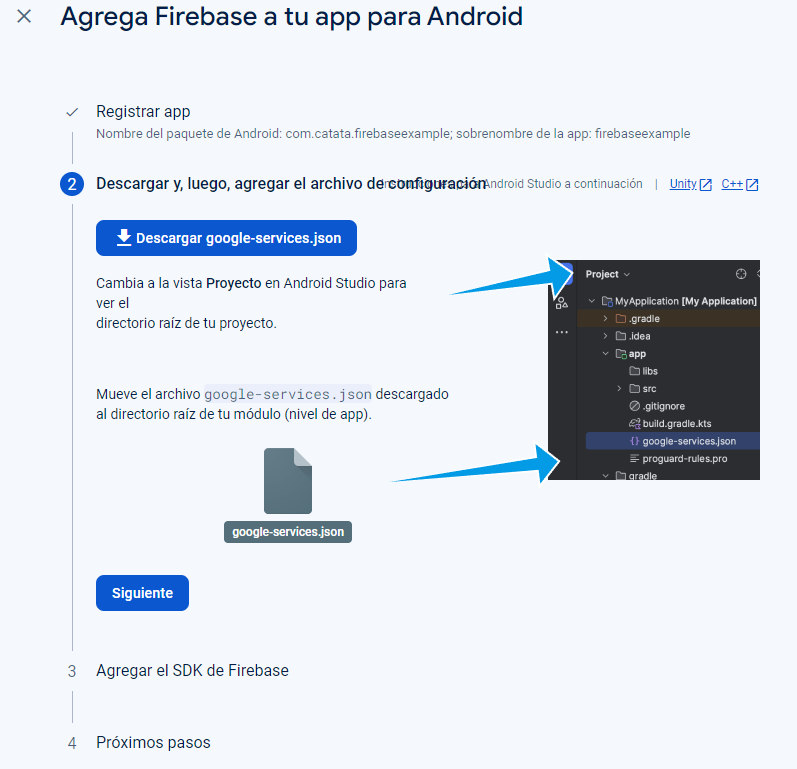 Agrega Firebase a tu app para Android
Registrar app
Nombre del paquete de Android: com.catata.firebaseexample; sobrenombre de la app: firebaseexample
2 Descargar y, luego, agregar el archivo de configuración
Android Studio a continuación | Unity C++
Descargar google-services.json
Cambia a la vista Proyecto en Android Studio para
ver el
directorio raíz de tu proyecto.
Mueve el archivo google-services.json descargado
al directorio raíz de tu módulo (nivel de app).
google-services.json
Siguiente
Project
MyApplication [My Application]
.gradle
.idea
app
libs
src
.gitignore
build.gradle.kts
{} google-services.json
proguard-rules.pro
gradle
3 Agregar el SDK de Firebase
4 Próximos pasos